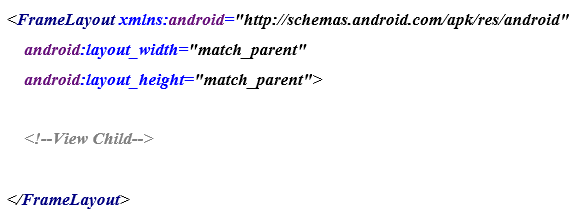 <FrameLayout xmlns:android="http://schemas.android.com/apk/res/android"
android:layout_width="match_parent"
android:layout_height="match_parent">
<!--View Child-->
</FrameLayout>